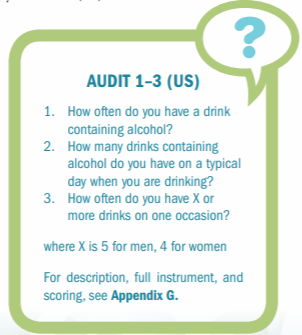 ?
AUDIT 1–3 (US)
1. How often do you have a drink
containing alcohol?
2. How many drinks containing
alcohol do you have on a typical
day when you are drinking?
3. How often do you have X or
more drinks on one occasion?
where X is 5 for men, 4 for women
For description, full instrument, and
scoring, see Appendix G.